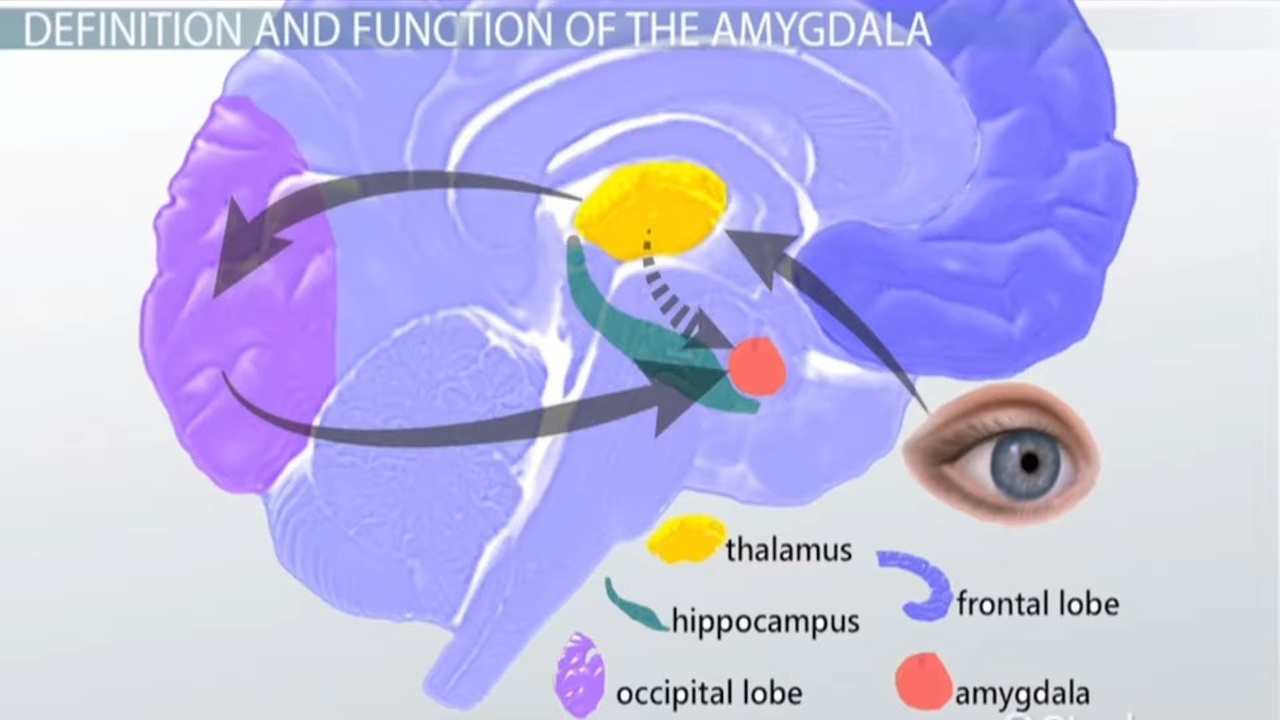 DEFINITION AND FUNCTION OF THE AMYGDALA
thalamus
frontal lobe
hippocampus
occipital lobe
amygdala